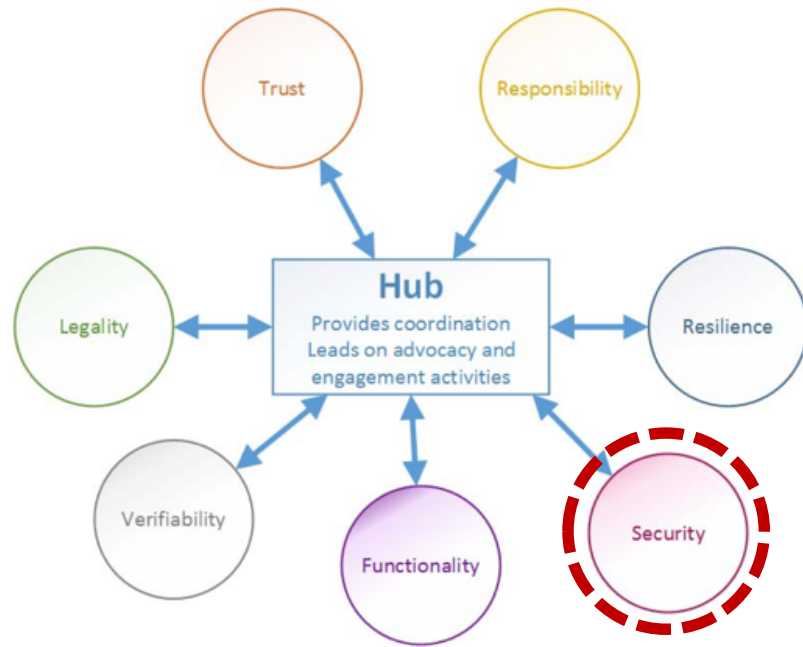 Trust
Responsibility
Hub
Provides coordination
Leads on advocacy and
engagement activities
Legality
Resilience
Verifiability
Functionality
Security